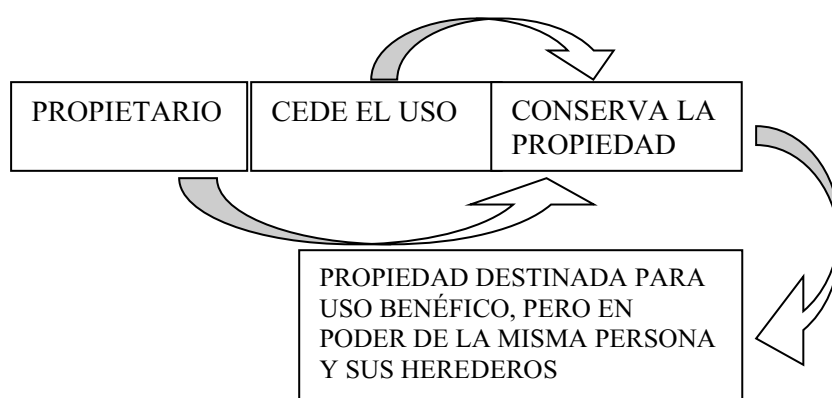 PROPIETARIO
CEDE EL USO
CONSERVA LA
PROPIEDAD
PROPIEDAD DESTINADA PARA
USO BENÉFICO, PERO EN
PODER DE LA MISMA PERSONA
Y SUS HEREDEROS